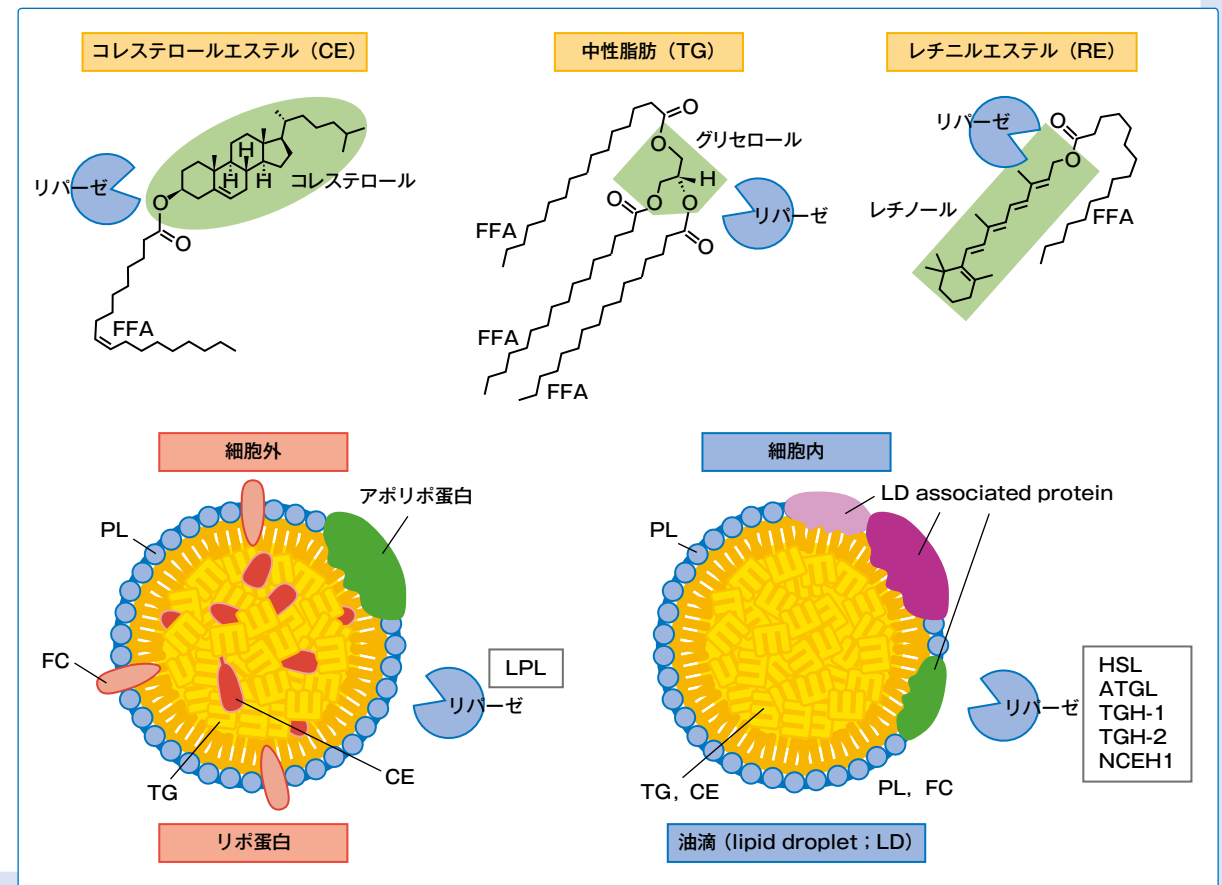 コレステロールエステル（CE）
中性脂肪（TG）
レチニルエステル（RE）
リパーゼ
H
H
H
コレステロール
O
O
FFA
O
O
グリセロール
H
O
O
O
O
リパーゼ
FFA
FFA
FFA
リパーゼ
O
O
レチノール
FFA
細胞外
アポリポ蛋白
PL
FC
LPL
リパーゼ
TG
CE
リポ蛋白
細胞内
LD associated protein
PL
リパーゼ
HSL
ATGL
TGH-1
TGH-2
NCEH1
TG，CE
PL，FC
油滴（lipid droplet；LD）